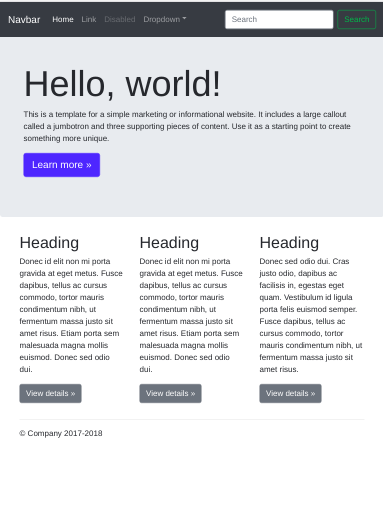 Navbar Home Link Disabled Dropdown Search Search
Hello, world!
This is a template for a simple marketing or informational website. It includes a large callout
called a jumbotron and three supporting pieces of content. Use it as a starting point to create
something more unique.
Learn more »
Heading
Donec id elit non mi porta
gravida at eget metus. Fusce
dapibus, tellus ac cursus
commodo, tortor mauris
condimentum nibh, ut
fermentum massa justo sit
amet risus. Etiam porta sem
malesuada magna mollis
euismod. Donec sed odio
dui.
View details »
Heading
Donec id elit non mi porta
gravida at eget metus. Fusce
dapibus, tellus ac cursus
commodo, tortor mauris
condimentum nibh, ut
fermentum massa justo sit
amet risus. Etiam porta sem
malesuada magna mollis
euismod. Donec sed odio
dui.
View details »
Heading
Donec sed odio dui. Cras
justo odio, dapibus ac
facilisis in, egestas eget
quam. Vestibulum id ligula
porta felis euismod semper.
Fusce dapibus, tellus ac
cursus commodo, tortor
mauris condimentum nibh, ut
fermentum massa justo sit
amet risus.
View details »
© Company 2017-2018